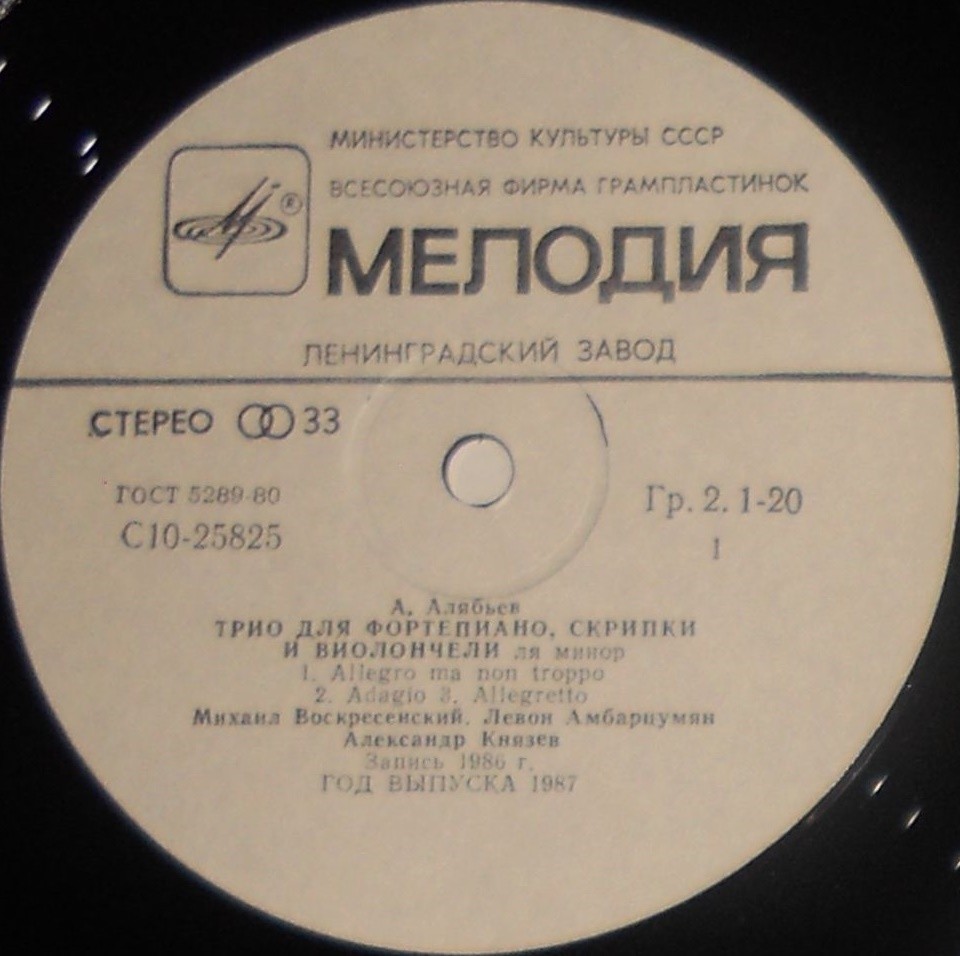 МИНИСТЕРСТВО КУЛЬТУРЫ СССР
ВСЕСОЮЗНАЯ ФИРМА ГРАМПЛАСТИНОК
®
МЕЛОДИЯ
ЛЕНИНГРАДСКИЙ ЗАВОД
СТЕРЕО 33
ГОСТ 5289-80
С10-25825
Гр. 2. 1-20
1
А. Алябьев
ТРИО ДЛЯ ФОРТЕПИАНО, СКРИПКИ
И ВИОЛОНЧЕЛИ ля минор
1. Allegro ma non troppo
2. Adagio 3. Allegretto
Михаил Воскресенский, Левон Амбарцумян
Александр Князев
Запись 1986 г.
ГОД ВЫПУСКА 1987